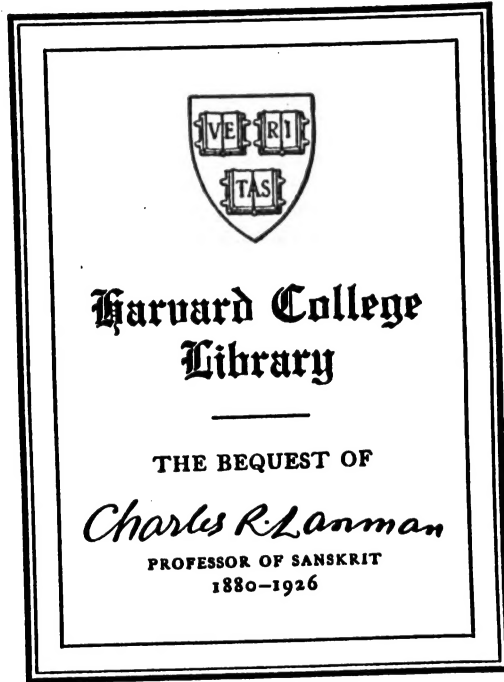 VE RI
TAS
Harvard College
Library
THE BEQUEST OF
Charles R. Lanman
PROFESSOR OF SANSKRIT
1880–1926